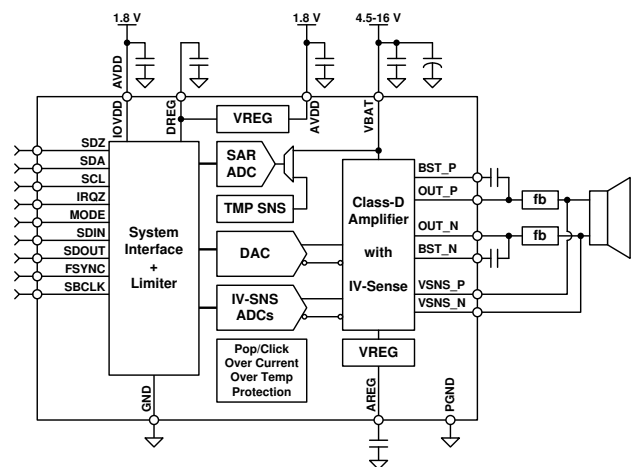 1.8 V
1.8 V
4.5-16 V
AVDD
IOVDD
DREG
AVDD
VBAT
VREG
SDZ
SDA
SCL
IRQZ
MODE
SDIN
SDOUT
FSYNC
SBCLK
System
Interface
+
Limiter
SAR
ADC
TMP SNS
DAC
IV-SNS
ADCs
Pop/Click
Over Current
Over Temp
Protection
Class-D
Amplifier
with
IV-Sense
VREG
BST_P
OUT_P
OUT_N
BST_N
VSNS_P
VSNS_N
fb
fb
GND
AREG
PGND